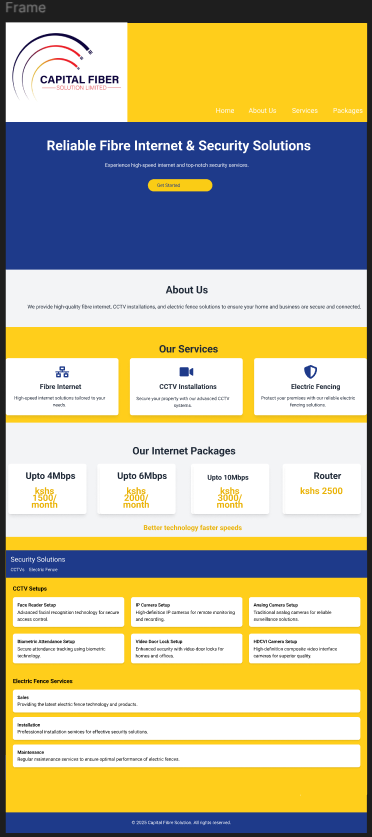 Frame
CAPITAL FIBER
SOLUTION LIMITED
Home About Us Services Packages
Reliable Fibre Internet & Security Solutions
Experience high-speed internet and top-notch security services.
Get Started
About Us
We provide high-quality fibre internet, CCTV installations, and electric fence solutions to ensure your home and business are secure and connected.
Our Services
Fibre Internet
High-speed internet solutions tailored to your
needs.
CCTV Installations
Secure your property with our advanced CCTV
systems.
Electric Fencing
Protect your premises with our reliable electric
fencing solutions.
Our Internet Packages
Upto 4Mbps
kshs
1500/
month
Upto 6Mbps
kshs
2000/
month
Upto 10Mbps
kshs
3000/
month
Router
kshs 2500
Better technology faster speeds
Security Solutions
CCTVs Electric Fence
CCTV Setups
Face Reader Setup
Advanced facial recognition technology for secure
access control.
IP Camera Setup
High-definition IP cameras for remote monitoring
and recording.
Analog Camera Setup
Traditional analog cameras for reliable
surveillance solutions.
Biometric Attendance Setup
Secure attendance tracking using biometric
technology.
Video Door Lock Setup
Enhanced security with video door locks for
homes and offices.
HDCVI Camera Setup
High-definition composite video interface
cameras for superior quality.
Electric Fence Services
Sales
Providing the latest electric fence technology and products.
Installation
Professional installation services for effective security solutions.
Maintenance
Regular maintenance services to ensure optimal performance of electric fences.
© 2025 Capital Fibre Solution. All rights reserved.